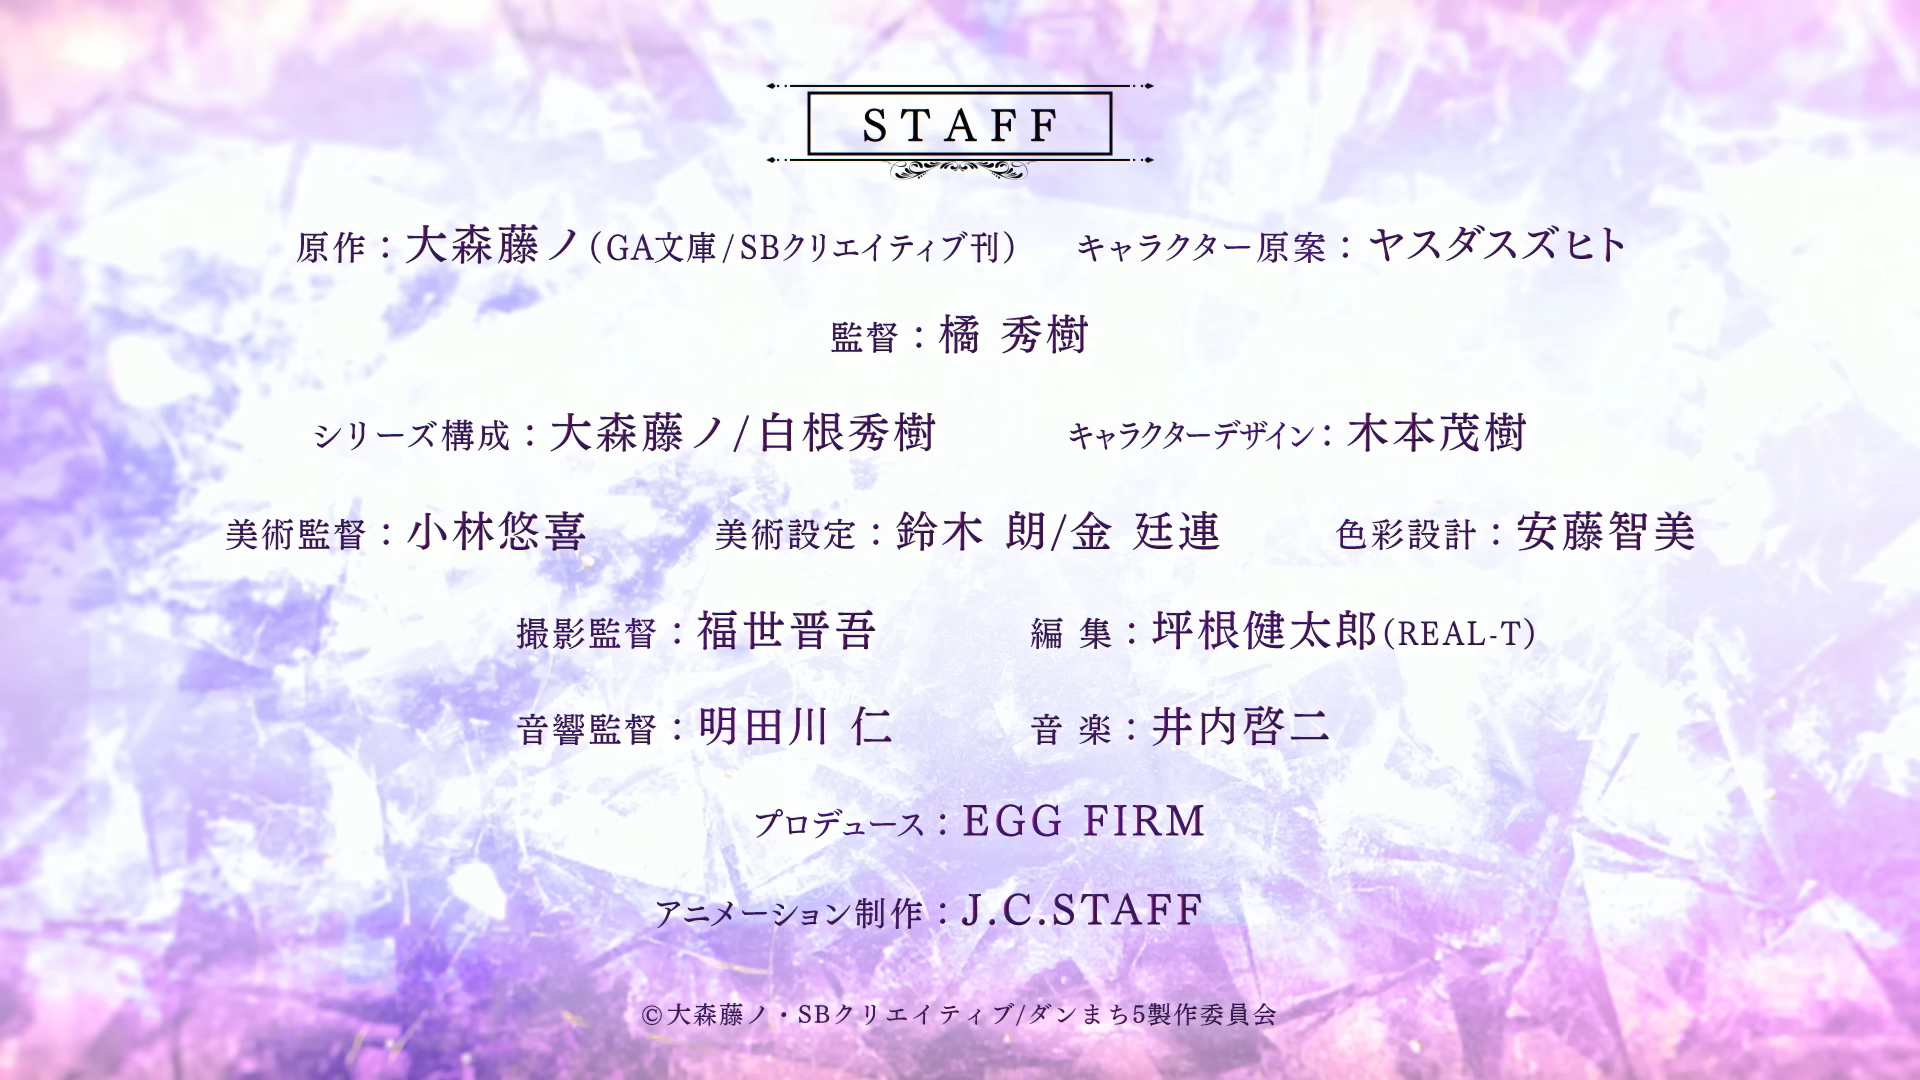 STAFF
原作：大森藤ノ（GA文庫/SBクリエイティブ刊） キャラクター原案：ヤスダスズヒト
監督：橘 秀樹
シリーズ構成：大森藤ノ/白根秀樹 キャラクターデザイン：木本茂樹
美術監督：小林悠喜 美術設定：鈴木 朗/金 廷連 色彩設計：安藤智美
撮影監督：福世晋吾 編 集：坪根健太郎（REAL-T）
音響監督：明田川 仁 音 楽：井内啓二
プロデュース：EGG FIRM
アニメーション制作：J.C.STAFF
©大森藤ノ・SBクリエイティブ/ダンまち5製作委員会